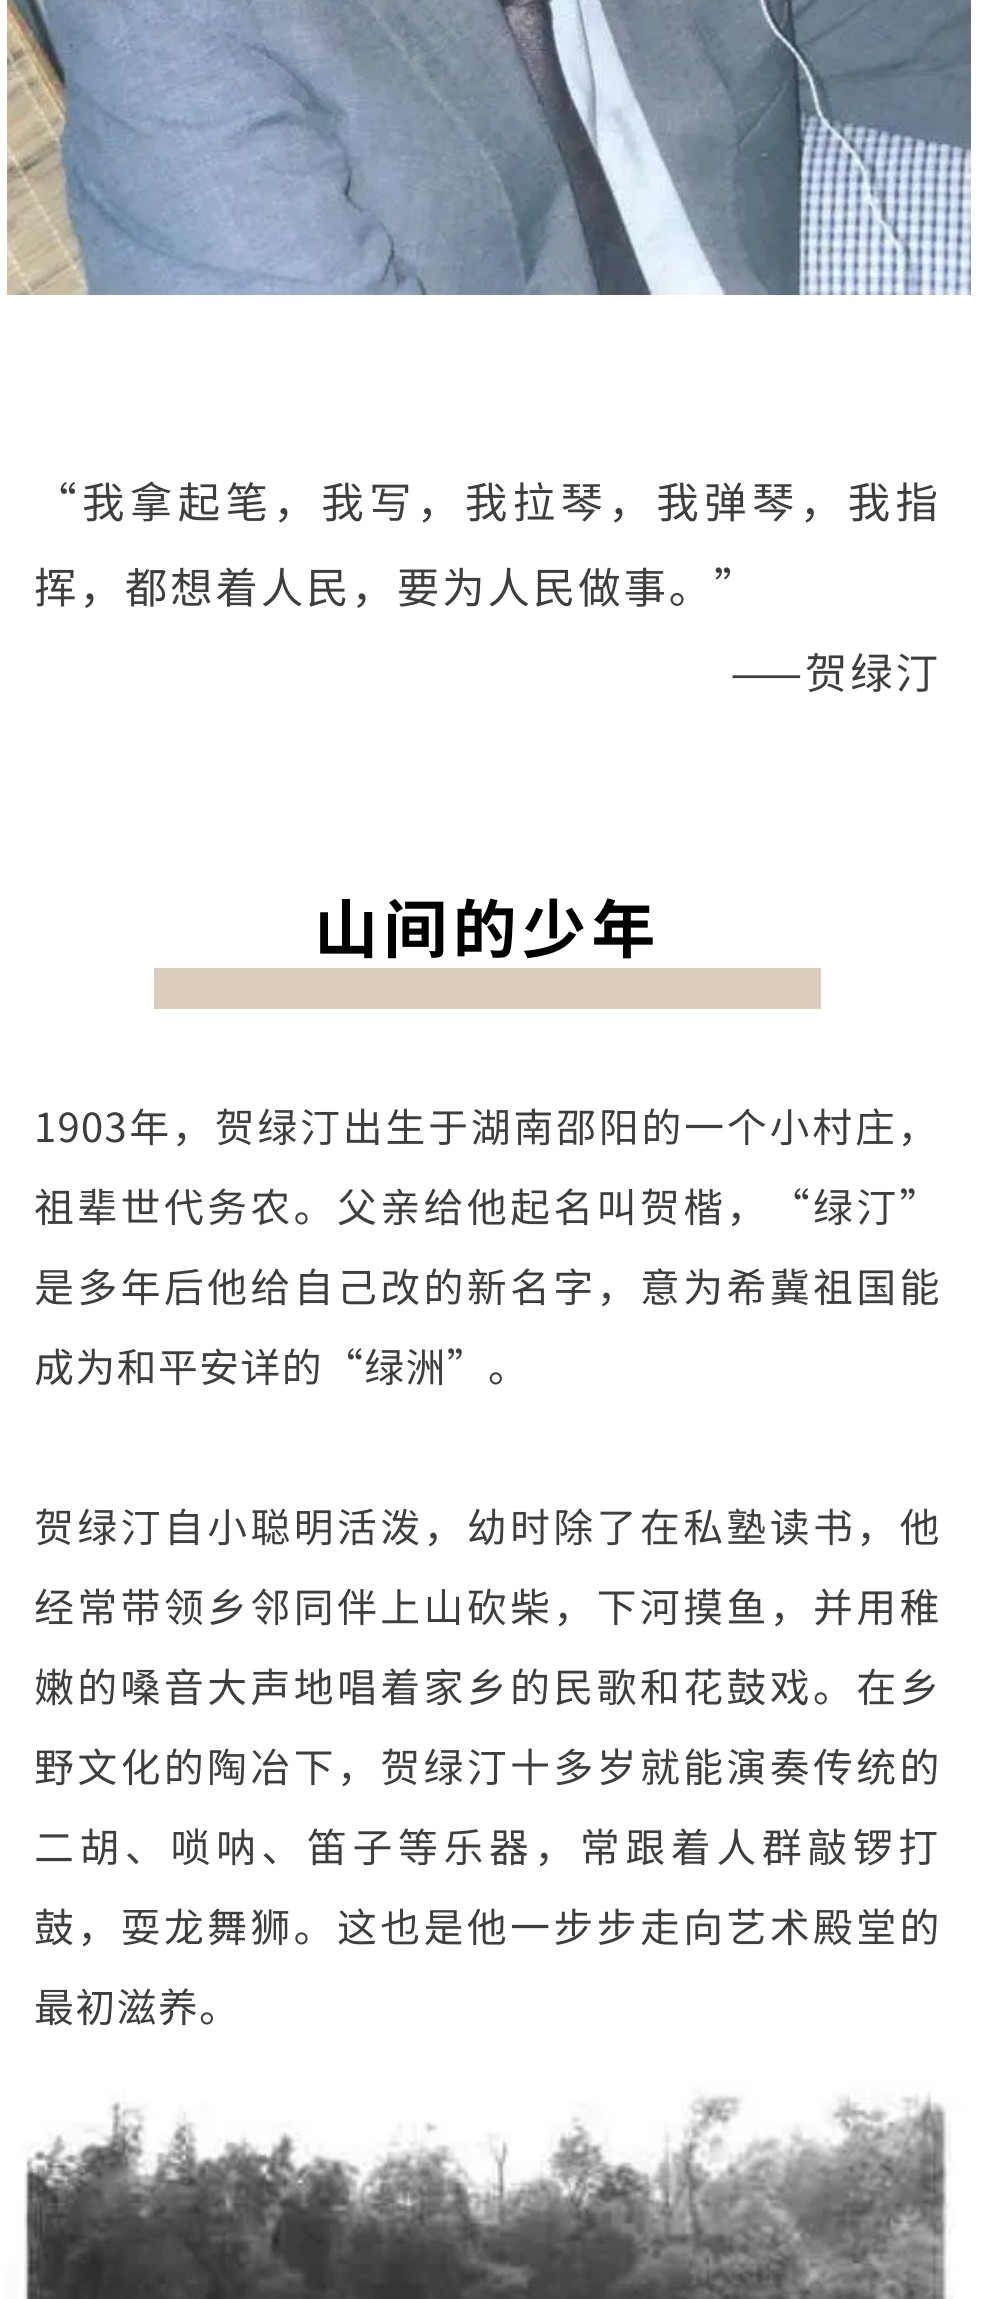 “我拿起笔，我写，我拉琴，我弹琴，我指
挥，都想着人民，要为人民做事。”
——贺绿汀
山间的少年
1903年，贺绿汀出生于湖南邵阳的一个小村庄，
祖辈世代务农。父亲给他起名叫贺楷，“绿汀”
是多年后他给自己改的新名字，意为希冀祖国能
成为和平安详的“绿洲”。
贺绿汀自小聪明活泼，幼时除了在私塾读书，他
经常带领乡邻同伴上山砍柴，下河摸鱼，并用稚
嫩的嗓音大声地唱着家乡的民歌和花鼓戏。在乡
野文化的陶冶下，贺绿汀十多岁就能演奏传统的
二胡、唢呐、笛子等乐器，常跟着人群敲锣打
鼓，耍龙舞狮。这也是他一步步走向艺术殿堂的
最初滋养。